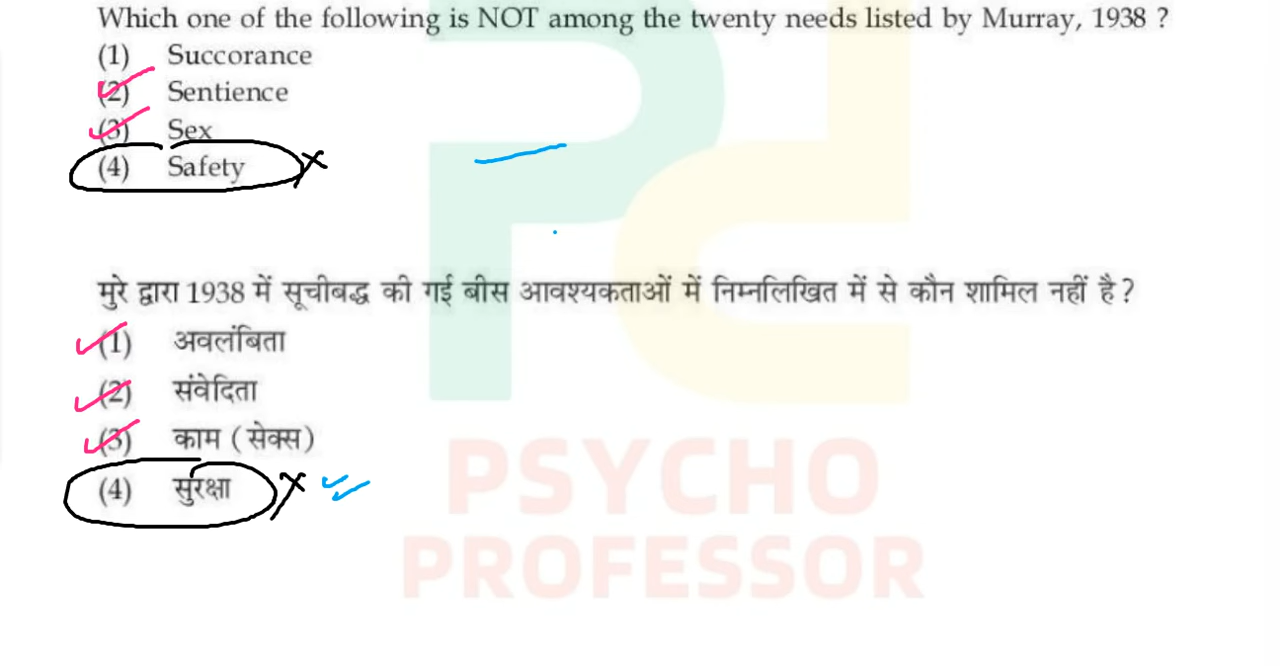 Which one of the following is NOT among the twenty needs listed by Murray, 1938 ?
(1) Succorance
(2) Sentience
(3) Sex
(4) Safety
मुरे द्वारा 1938 में सूचीबद्ध की गई बीस आवश्यकताओं में निम्नलिखित में से कौन शामिल नहीं है ?
(1) अवलंबिता
(2) संवेदिता
(3) काम ( सेक्स )
(4) सुरक्षा
PSYCHO
PROFESSOR